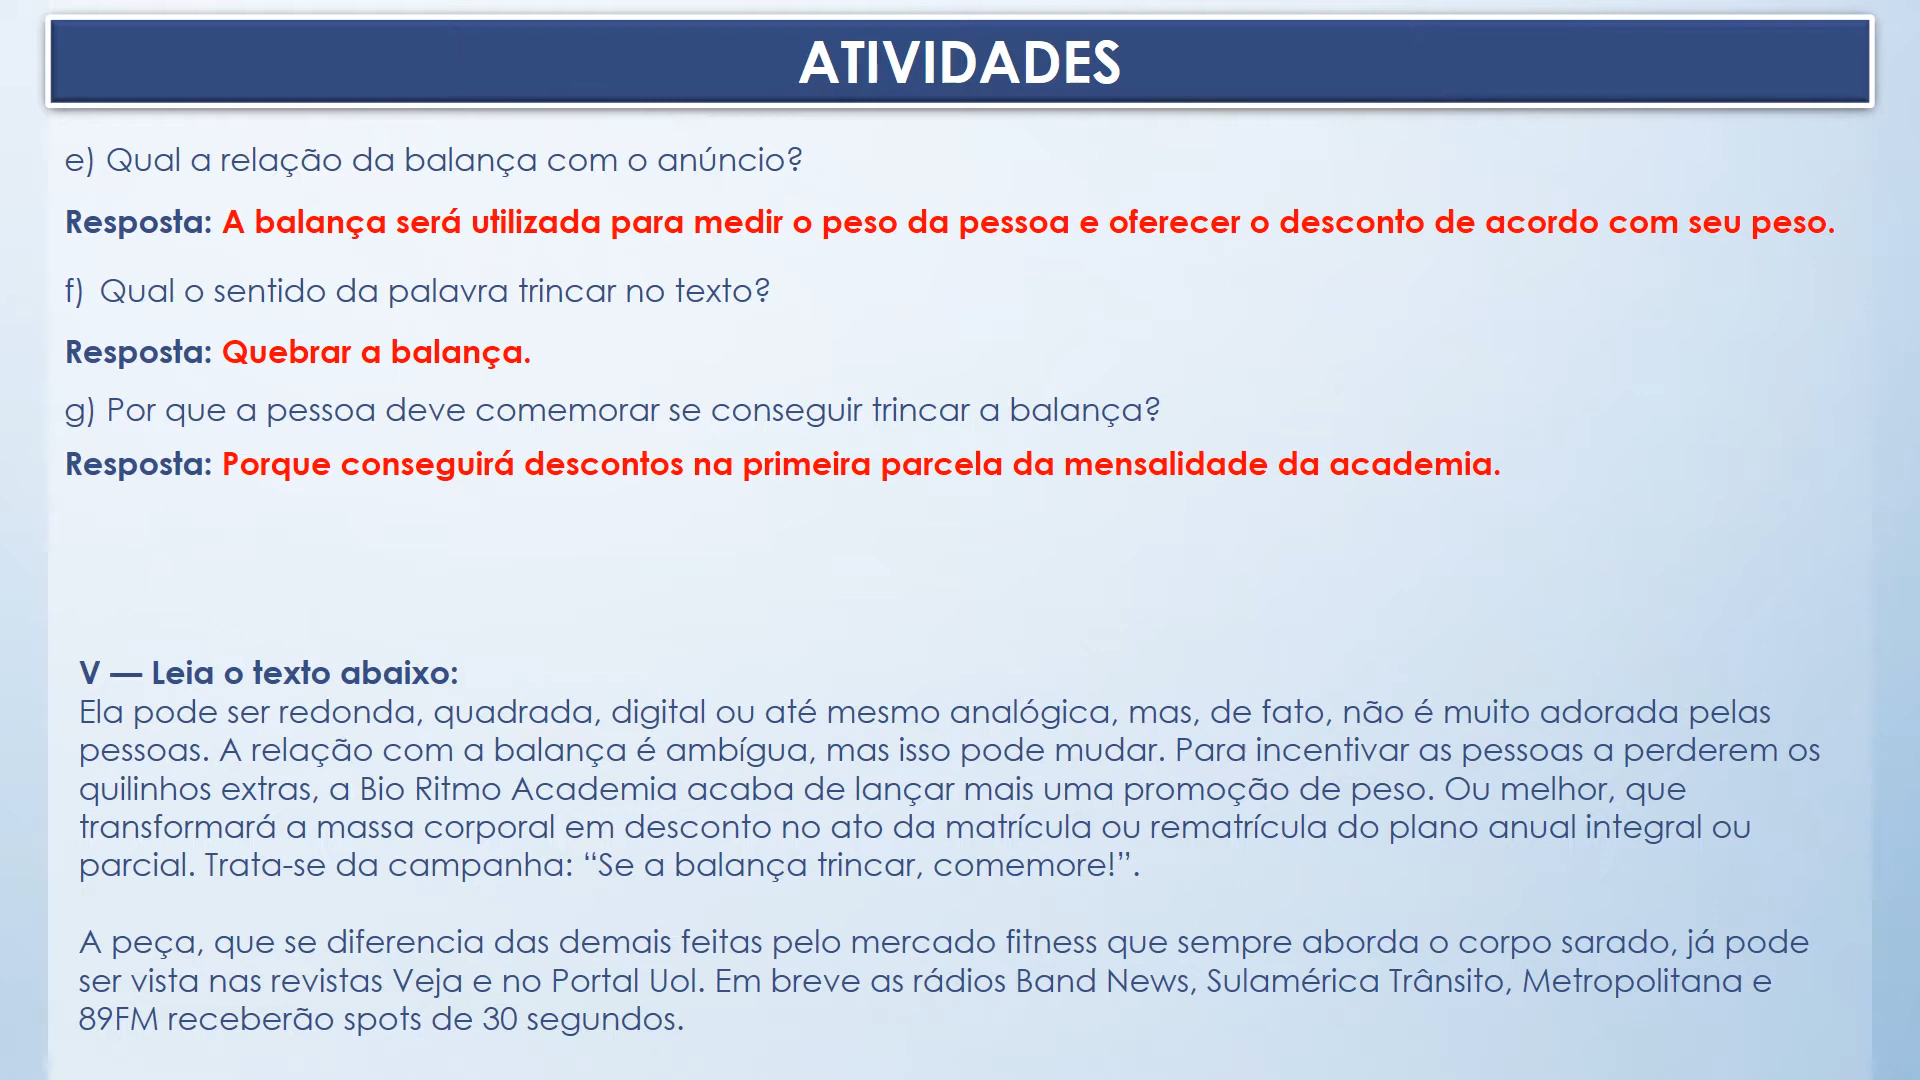 ATIVIDADES
e) Qual a relação da balança com o anúncio?
Resposta: A balança será utilizada para medir o peso da pessoa e oferecer o desconto de acordo com seu peso.
f) Qual o sentido da palavra trincar no texto?
Resposta: Quebrar a balança.
g) Por que a pessoa deve comemorar se conseguir trincar a balança?
Resposta: Porque conseguirá descontos na primeira parcela da mensalidade da academia.
V — Leia o texto abaixo:
Ela pode ser redonda, quadrada, digital ou até mesmo analógica, mas, de fato, não é muito adorada pelas
pessoas. A relação com a balança é ambígua, mas isso pode mudar. Para incentivar as pessoas a perderem os
quilinhos extras, a Bio Ritmo Academia acaba de lançar mais uma promoção de peso. Ou melhor, que
transformará a massa corporal em desconto no ato da matrícula ou rematrícula do plano anual integral ou
parcial. Trata-se da campanha: “Se a balança trincar, comemore!”.
A peça, que se diferencia das demais feitas pelo mercado fitness que sempre aborda o corpo sarado, já pode
ser vista nas revistas Veja e no Portal Uol. Em breve as rádios Band News, Sulamérica Trânsito, Metropolitana e
89FM receberão spots de 30 segundos.